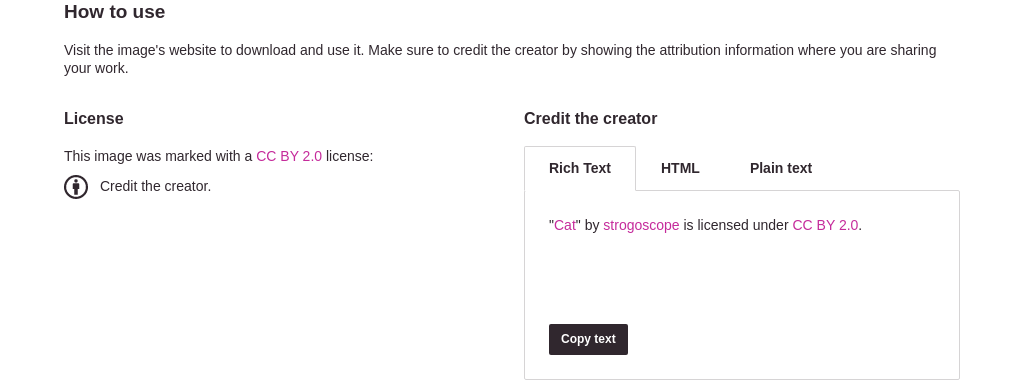 How to use
Visit the image's website to download and use it. Make sure to credit the creator by showing the attribution information where you are sharing
your work.
License
This image was marked with a CC BY 2.0 license:
Credit the creator.
Credit the creator
Rich Text
HTML
Plain text
"Cat" by strogoscope is licensed under CC BY 2.0.
Copy text